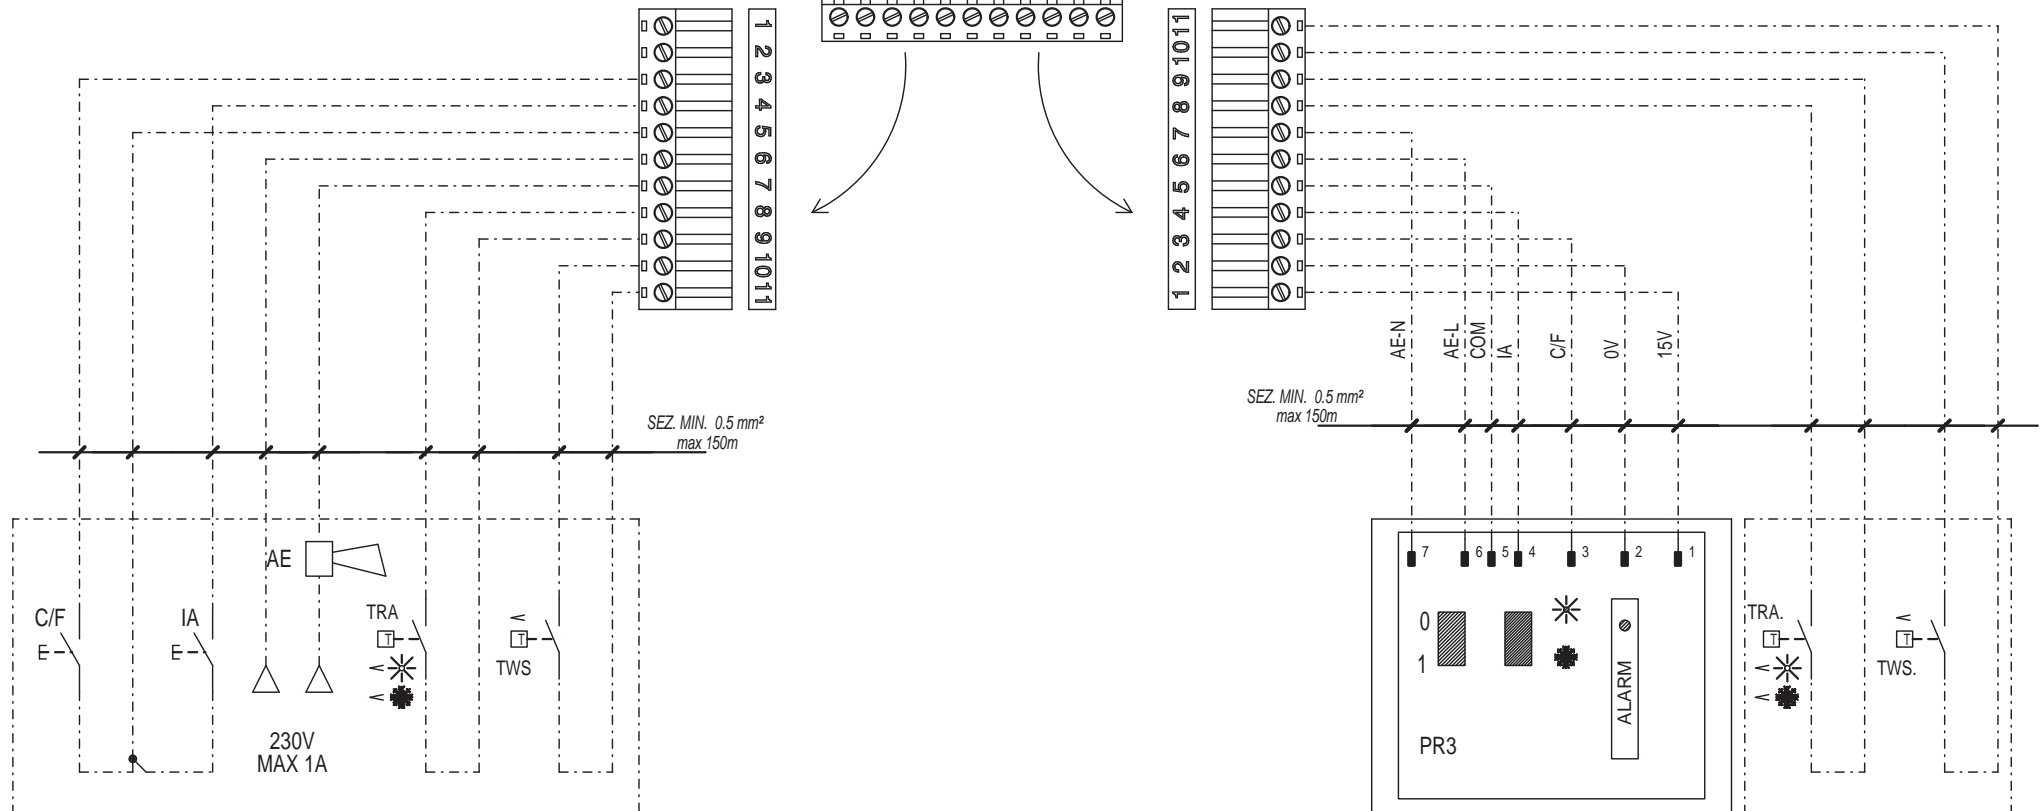 1
2
3
4
5
6
7
8
9
10
11
11
10
9
8
7
6
5
4
3
2
1
AE-N
AE-L
COM
IA
C/F
0V
15V
SEZ. MIN. 0.5 mm²
max 150m
SEZ. MIN. 0.5 mm²
max 150m
C/F
E
IA
E
AE
230V
MAX 1A
TRA
T
<
<
<
T
TWS
7
6
5
4
3
2
1
0
1
ALARM
PR3
TRA.
T
<
<
<
T
TWS.